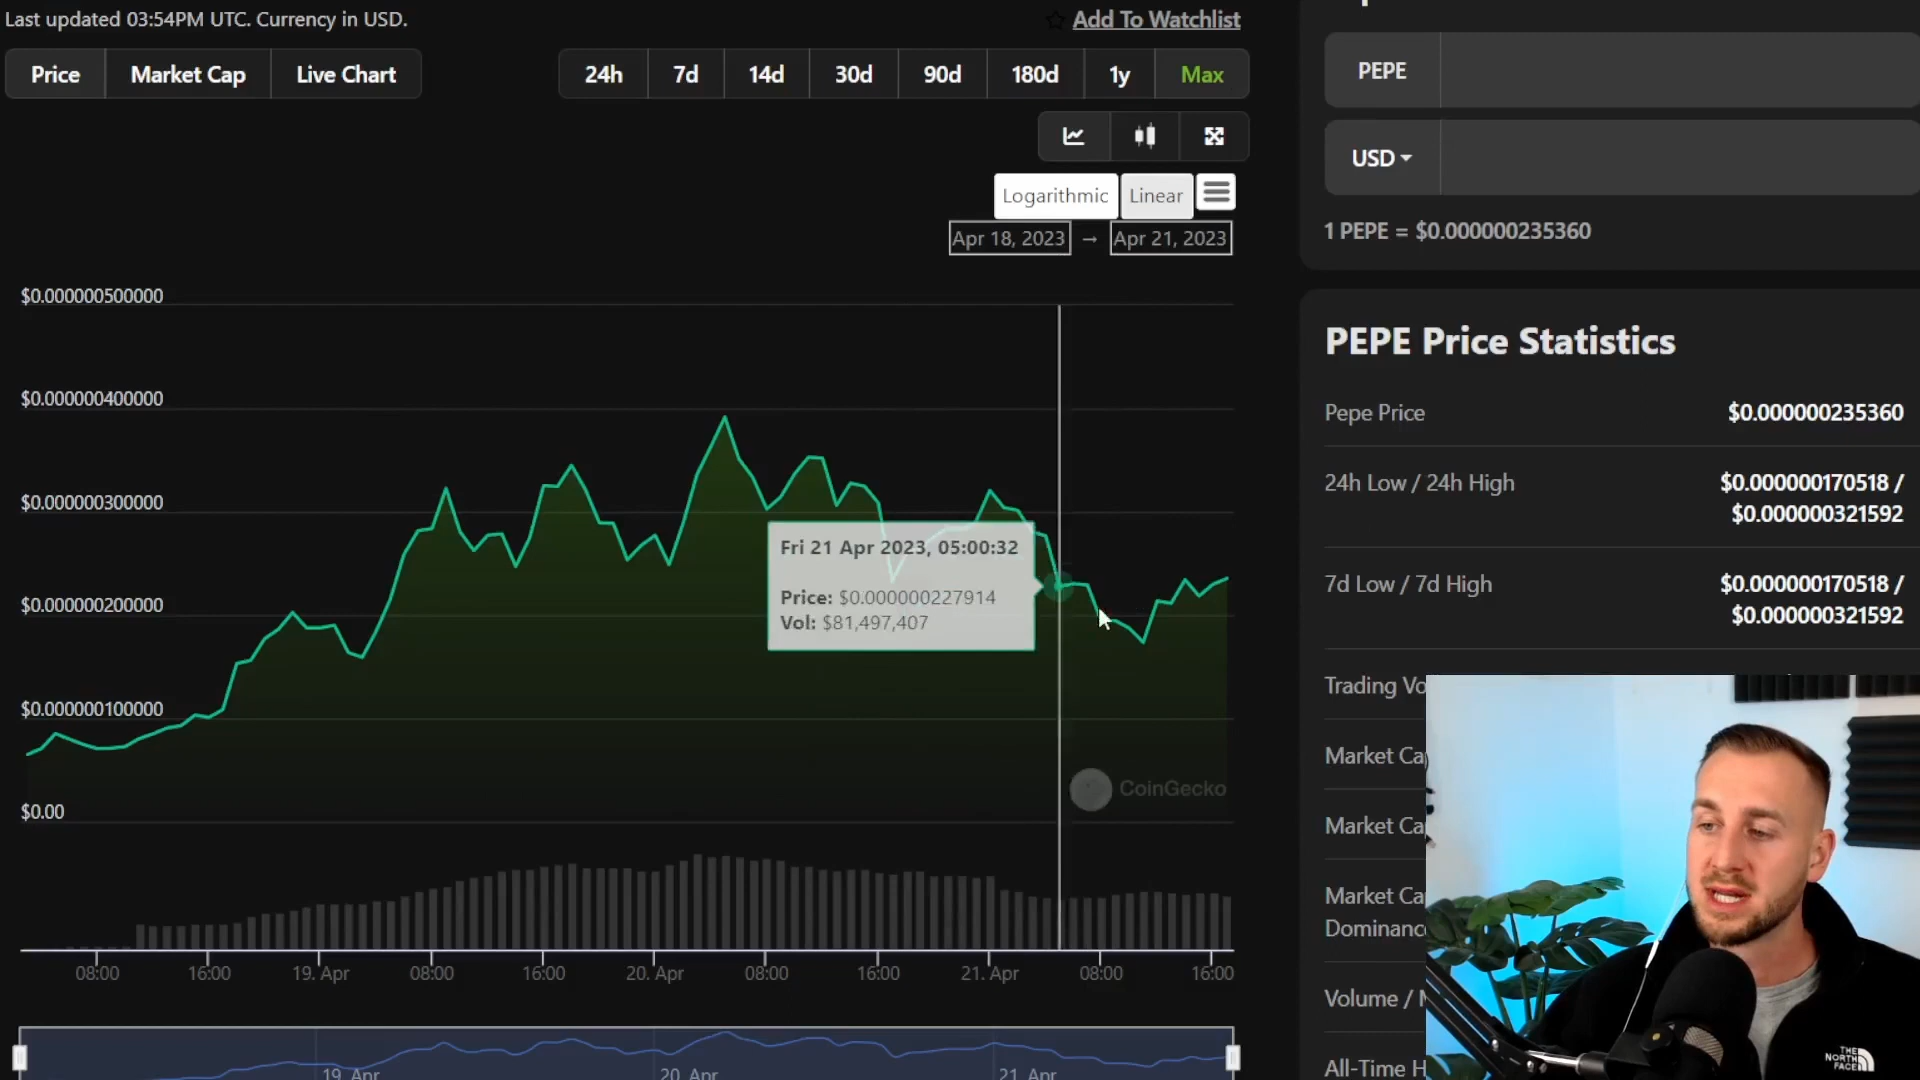 Last updated 03:54PM UTC. Currency in USD.
Add To Watchlist
Price Market Cap Live Chart
24h 7d 14d 30d 90d 180d 1y Max
Logarithmic Linear
Apr 18, 2023 → Apr 21, 2023
$0.000000500000
$0.000000400000
$0.000000300000
$0.000000200000
$0.000000100000
$0.00
Fri 21 Apr 2023, 05:00:32
Price: $0.000000227914
Vol: $81,497,407
CoinGecko
08:00 16:00 19. Apr 08:00 16:00 20. Apr 08:00 16:00 21. Apr 08:00 16:00
19. Apr 20. Apr 21. Apr
PEPE
USD
1 PEPE = $0.000000235360
PEPE Price Statistics
Pepe Price $0.000000235360
24h Low / 24h High $0.000000170518 /
$0.000000321592
7d Low / 7d High $0.000000170518 /
$0.000000321592
Trading Vo
Market Ca
Market Ca
Market Ca
Dominanc
Volume /
All-Time H
THE
NORTH
FACE